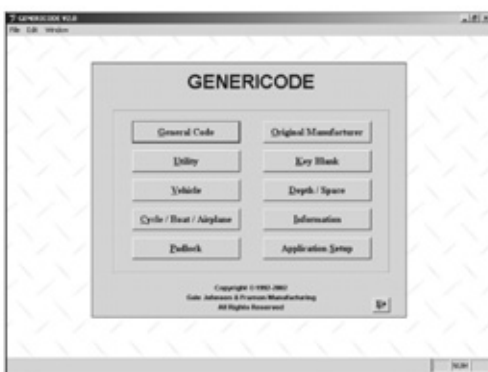 GENERICODE V2.0
File Edit Window
GENERICODE
General Code Original Manufacturer
Utility Key Blank
Vehicle Depth / Space
Cycle / Boat / Airplane Information
Padlock Application Setup
Copyright ©1992-2002
Gale Johnson & Framon Manufacturing
All Rights Reserved
NUM